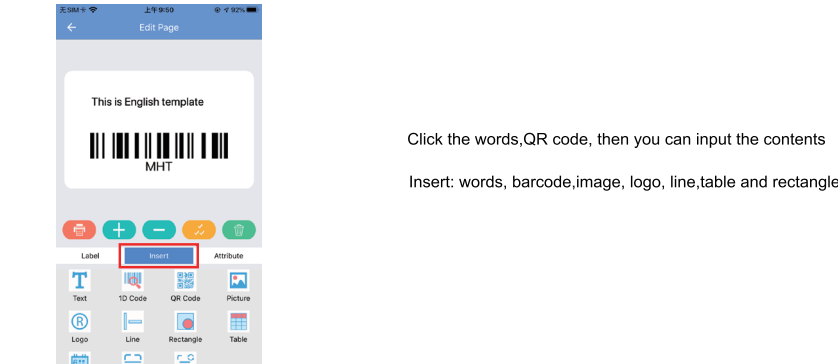 无SIM卡 上午9:50 92%
Edit Page
This is English template
MHT
Label Insert Attribute
Text 1D Code QR Code Picture
Logo Line Rectangle Table
Click the words,QR code, then you can input the contents
Insert: words, barcode,image, logo, line,table and rectangle